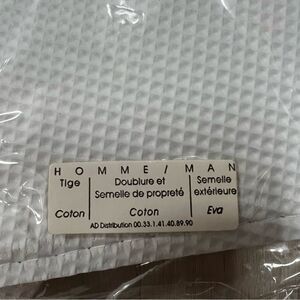 HOMME/MAN
Tige | Doublure et | Semelle
Semelle de propreté | extérieure
Coton | Coton | Eva
AD Distribution 00.33.1.41.40.89.90